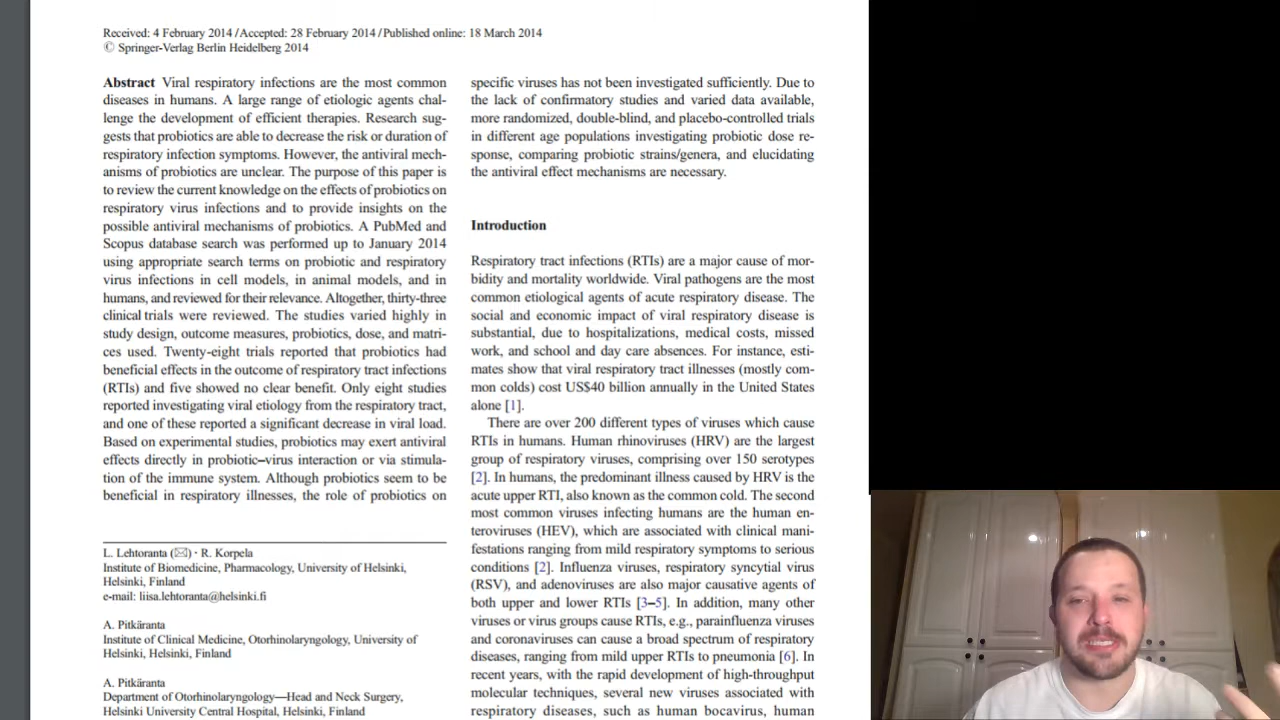 Received: 4 February 2014 / Accepted: 28 February 2014 / Published online: 18 March 2014
© Springer-Verlag Berlin Heidelberg 2014
Abstract Viral respiratory infections are the most common
diseases in humans. A large range of etiologic agents chal-
lenge the development of efficient therapies. Research sug-
gests that probiotics are able to decrease the risk or duration of
respiratory infection symptoms. However, the antiviral mech-
anisms of probiotics are unclear. The purpose of this paper is
to review the current knowledge on the effects of probiotics on
respiratory virus infections and to provide insights on the
possible antiviral mechanisms of probiotics. A PubMed and
Scopus database search was performed up to January 2014
using appropriate search terms on probiotic and respiratory
virus infections in cell models, in animal models, and in
humans, and reviewed for their relevance. Altogether, thirty-three
clinical trials were reviewed. The studies varied highly in
study design, outcome measures, probiotics, dose, and matri-
ces used. Twenty-eight trials reported that probiotics had
beneficial effects in the outcome of respiratory tract infections
(RTIs) and five showed no clear benefit. Only eight studies
reported investigating viral etiology from the respiratory tract,
and one of these reported a significant decrease in viral load.
Based on experimental studies, probiotics may exert antiviral
effects directly in probiotic–virus interaction or via stimula-
tion of the immune system. Although probiotics seem to be
beneficial in respiratory illnesses, the role of probiotics on
L. Lehtoranta (✉) · R. Korpela
Institute of Biomedicine, Pharmacology, University of Helsinki,
Helsinki, Finland
e-mail: liisa.lehtoranta@helsinki.fi
A. Pitkäranta
Institute of Clinical Medicine, Otorhinolaryngology, University of
Helsinki, Helsinki, Finland
A. Pitkäranta
Department of Otorhinolaryngology—Head and Neck Surgery,
Helsinki University Central Hospital, Helsinki, Finland
specific viruses has not been investigated sufficiently. Due to
the lack of confirmatory studies and varied data available,
more randomized, double-blind, and placebo-controlled trials
in different age populations investigating probiotic dose re-
sponse, comparing probiotic strains/genera, and elucidating
the antiviral effect mechanisms are necessary.
Introduction
Respiratory tract infections (RTIs) are a major cause of mor-
bidity and mortality worldwide. Viral pathogens are the most
common etiological agents of acute respiratory disease. The
social and economic impact of viral respiratory disease is
substantial, due to hospitalizations, medical costs, missed
work, and school and day care absences. For instance, esti-
mates show that viral respiratory tract illnesses (mostly com-
mon colds) cost US$40 billion annually in the United States
alone [1].
There are over 200 different types of viruses which cause
RTIs in humans. Human rhinoviruses (HRV) are the largest
group of respiratory viruses, comprising over 150 serotypes
[2]. In humans, the predominant illness caused by HRV is the
acute upper RTI, also known as the common cold. The second
most common viruses infecting humans are the human en-
teroviruses (HEV), which are associated with clinical mani-
festations ranging from mild respiratory symptoms to serious
conditions [2]. Influenza viruses, respiratory syncytial virus
(RSV), and adenoviruses are also major causative agents of
both upper and lower RTIs [3–5]. In addition, many other
viruses or virus groups cause RTIs, e.g., parainfluenza viruses
and coronaviruses can cause a broad spectrum of respiratory
diseases, ranging from mild upper RTIs to pneumonia [6]. In
recent years, with the rapid development of high-throughput
molecular techniques, several new viruses associated with
respiratory diseases, such as human bocavirus, human